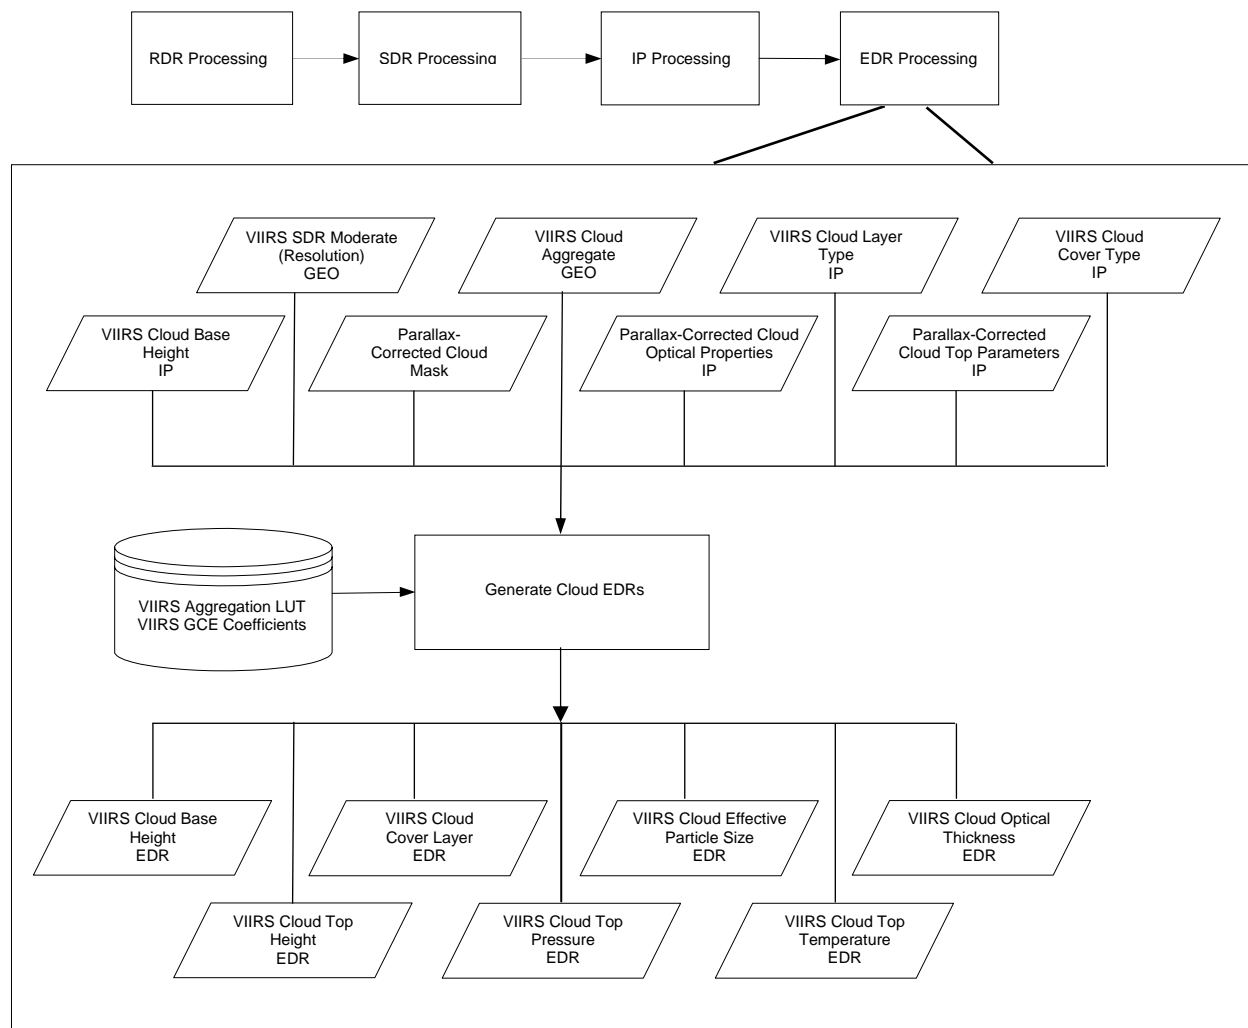 RDR Processing
SDR Processing
IP Processing
EDR Processing
VIIRS SDR Moderate
(Resolution)
GEO
VIIRS Cloud
Aggregate
GEO
VIIRS Cloud Layer
Type
IP
VIIRS Cloud
Cover Type
IP
VIIRS Cloud Base
Height
IP
Parallax-
Corrected Cloud
Mask
Parallax-Corrected Cloud
Optical Properties
IP
Parallax-Corrected
Cloud Top Parameters
IP
VIIRS Aggregation LUT
VIIRS GCE Coefficients
Generate Cloud EDRs
VIIRS Cloud Base
Height
EDR
VIIRS Cloud
Cover Layer
EDR
VIIRS Cloud Effective
Particle Size
EDR
VIIRS Cloud Optical
Thickness
EDR
VIIRS Cloud Top
Height
EDR
VIIRS Cloud Top
Pressure
EDR
VIIRS Cloud Top
Temperature
EDR